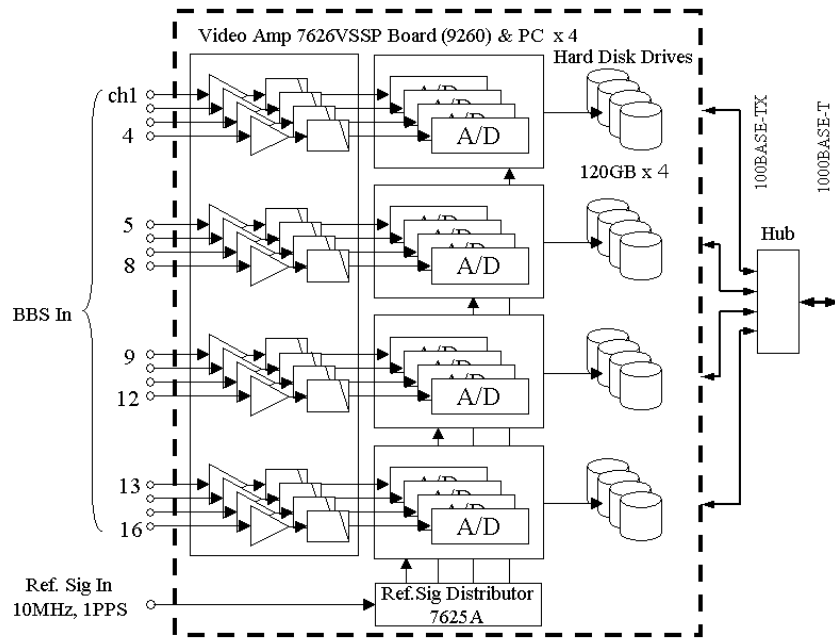 Video Amp 7626VSSP Board (9260) & PC x 4
Hard Disk Drives
ch1
4
A/D
A/D
120GB x 4
100BASE-TX
1000BASE-T
5
8
A/D
A/D
Hub
BBS In
9
12
A/D
A/D
13
16
A/D
A/D
Ref. Sig In
10MHz, 1PPS
Ref.Sig Distributor
7625A